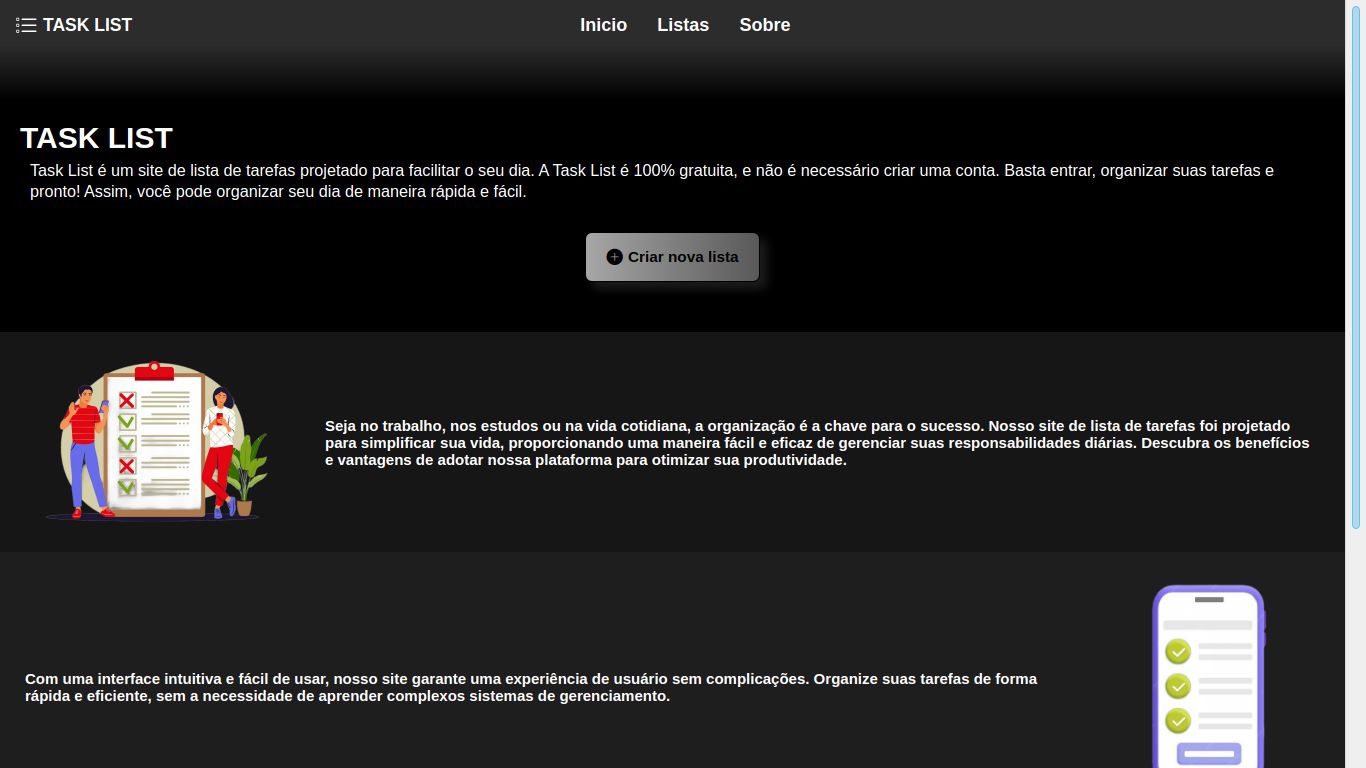 TASK LIST
Inicio Listas Sobre
TASK LIST
Task List é um site de lista de tarefas projetado para facilitar o seu dia. A Task List é 100% gratuita, e não é necessário criar uma conta. Basta entrar, organizar suas tarefas e
pronto! Assim, você pode organizar seu dia de maneira rápida e fácil.
Criar nova lista
Seja no trabalho, nos estudos ou na vida cotidiana, a organização é a chave para o sucesso. Nosso site de lista de tarefas foi projetado
para simplificar sua vida, proporcionando uma maneira fácil e eficaz de gerenciar suas responsabilidades diárias. Descubra os benefícios
e vantagens de adotar nossa plataforma para otimizar sua produtividade.
Com uma interface intuitiva e fácil de usar, nosso site garante uma experiência de usuário sem complicações. Organize suas tarefas de forma
rápida e eficiente, sem a necessidade de aprender complexos sistemas de gerenciamento.